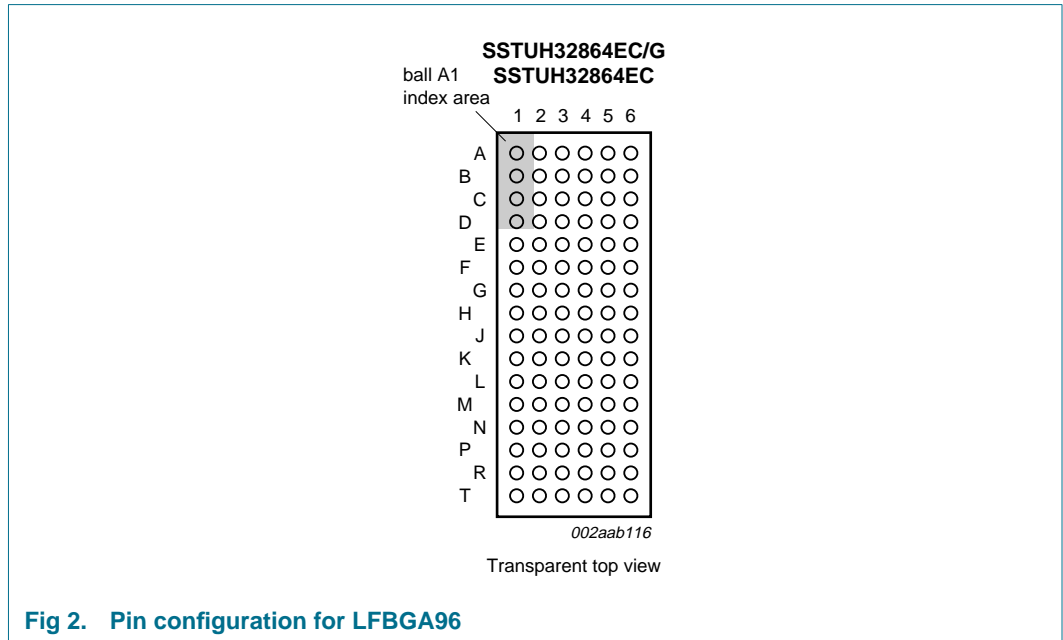 SSTUH32864EC/G
SSTUH32864EC
ball A1
index area
1 2 3 4 5 6
A
B
C
D
E
F
G
H
J
K
L
M
N
P
R
T
002aab116
Transparent top view
Fig 2. Pin configuration for LFBGA96